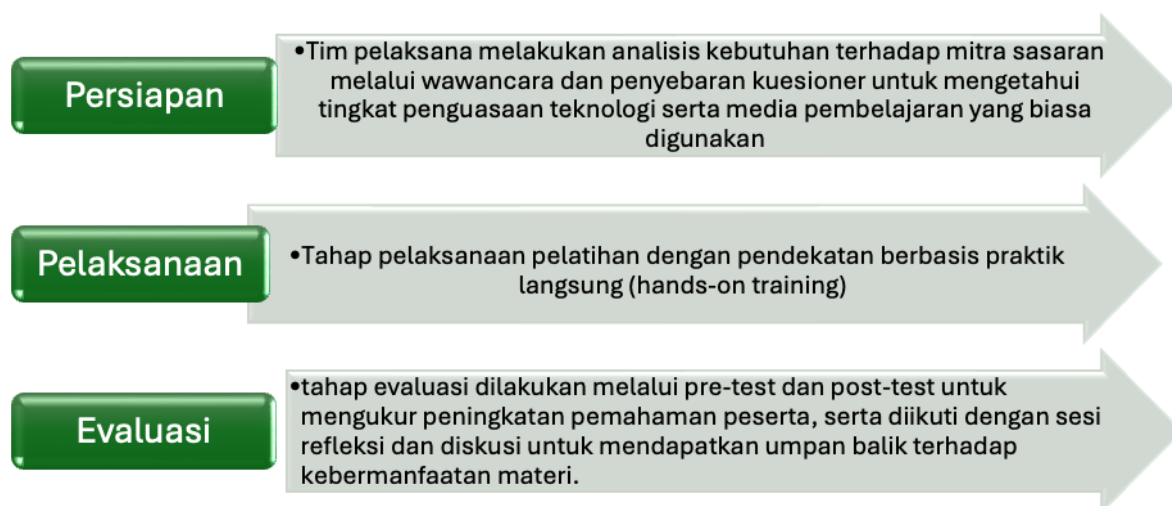 Persiapan
•Tim pelaksana melakukan analisis kebutuhan terhadap mitra sasaran
melalui wawancara dan penyebaran kuesioner untuk mengetahui
tingkat penguasaan teknologi serta media pembelajaran yang biasa
digunakan
Pelaksanaan
•Tahap pelaksanaan pelatihan dengan pendekatan berbasis praktik
langsung (hands-on training)
Evaluasi
•tahap evaluasi dilakukan melalui pre-test dan post-test untuk
mengukur peningkatan pemahaman peserta, serta diikuti dengan sesi
refleksi dan diskusi untuk mendapatkan umpan balik terhadap
kebermanfaatan materi.